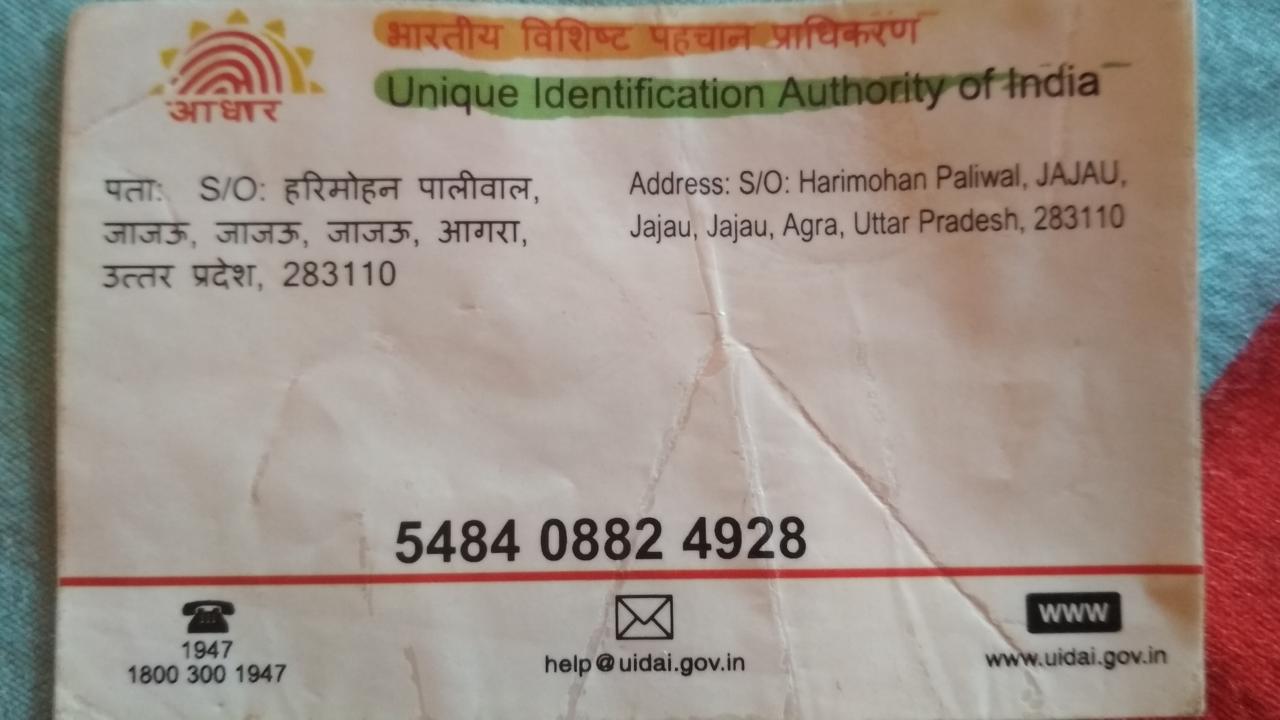 आधार
भारतीय विशिष्ट पहचान प्राधिकरण
Unique Identification Authority of India
पता: S/O: हरिमोहन पालीवाल,
जाजऊ, जाजऊ, जाजऊ, आगरा,
उत्तर प्रदेश, 283110
Address: S/O: Harimohan Paliwal, JAJAU,
Jajau, Jajau, Agra, Uttar Pradesh, 283110
5484 0882 4928
1947
1800 300 1947
help@uidai.gov.in
www
www.uidai.gov.in